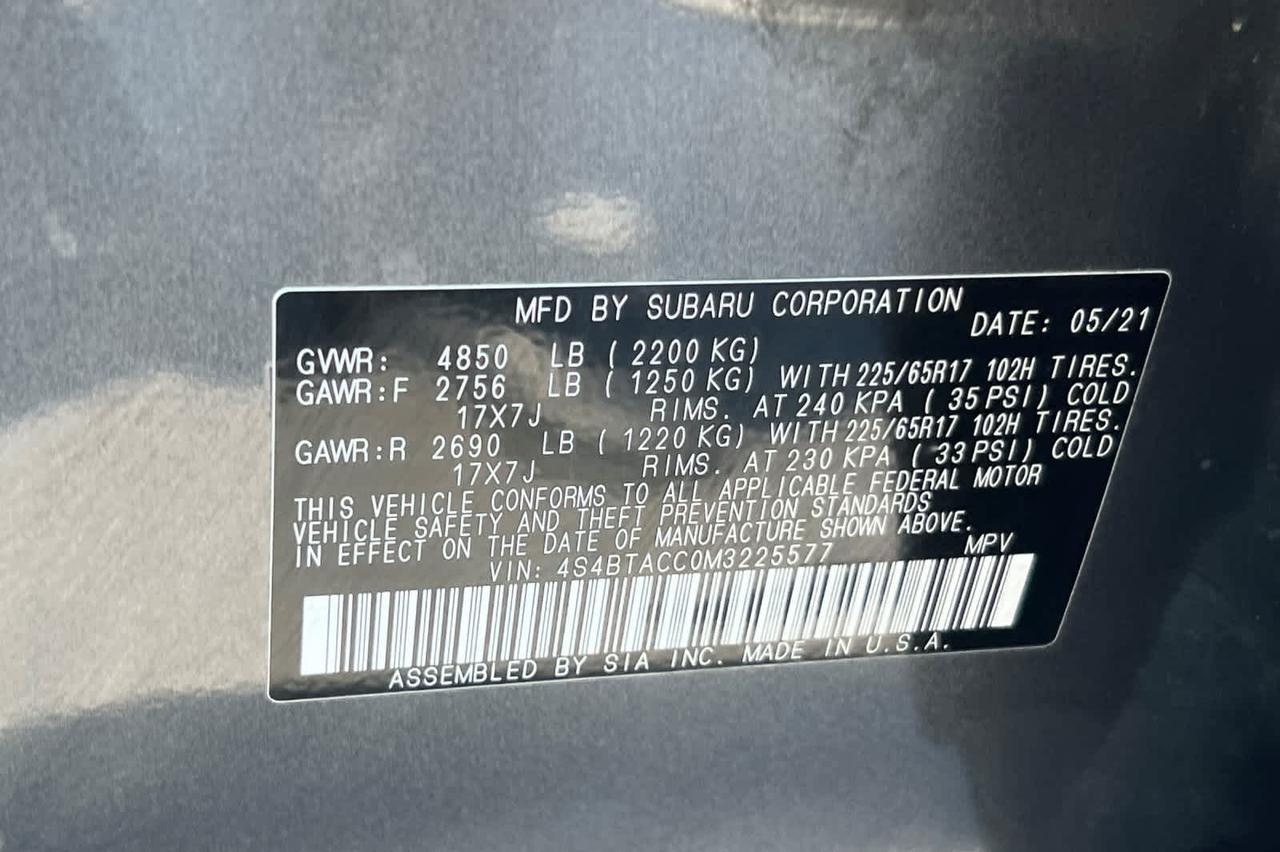 MFD BY SUBARU CORPORATION
DATE: 05/21
GVWR: 4850 LB ( 2200 KG)
GAWR:F 2756 LB ( 1250 KG) WITH 225/65R17 102H TIRES.
17X7J RIMS. AT 240 KPA ( 35 PSI) COLD
GAWR:R 2690 LB ( 1220 KG) WITH 225/65R17 102H TIRES.
17X7J RIMS. AT 230 KPA ( 33 PSI) COLD
THIS VEHICLE CONFORMS TO ALL APPLICABLE FEDERAL MOTOR
VEHICLE SAFETY AND THEFT PREVENTION STANDARDS
IN EFFECT ON THE DATE OF MANUFACTURE SHOWN ABOVE.
VIN: 4S4BTACC0M3225577 MPV
ASSEMBLED BY SIA INC. MADE IN U.S.A.